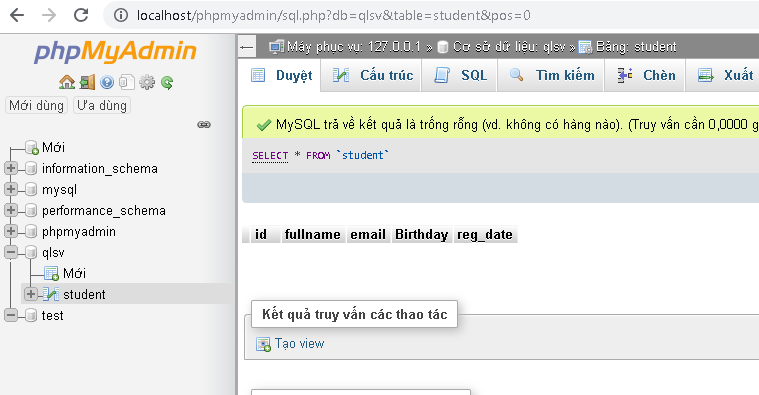 localhost/phpmyadmin/sql.php?db=qlsv&table=student&pos=0
phpMyAdmin
Mới dùng Ưa dùng
Mới
information_schema
mysql
performance_schema
phpmyadmin
qlsv
Mới
student
test
Máy phục vụ: 127.0.0.1 » Cơ sở dữ liệu: qlsv » Bảng: student
Duyệt Cấu trúc SQL Tìm kiếm Chèn Xuất
MySQL trả về kết quả là trống rỗng (vd. không có hàng nào). (Truy vấn cần 0,0000 g
SELECT * FROM `student`
id fullname email Birthday reg_date
Kết quả truy vấn các thao tác
Tạo view